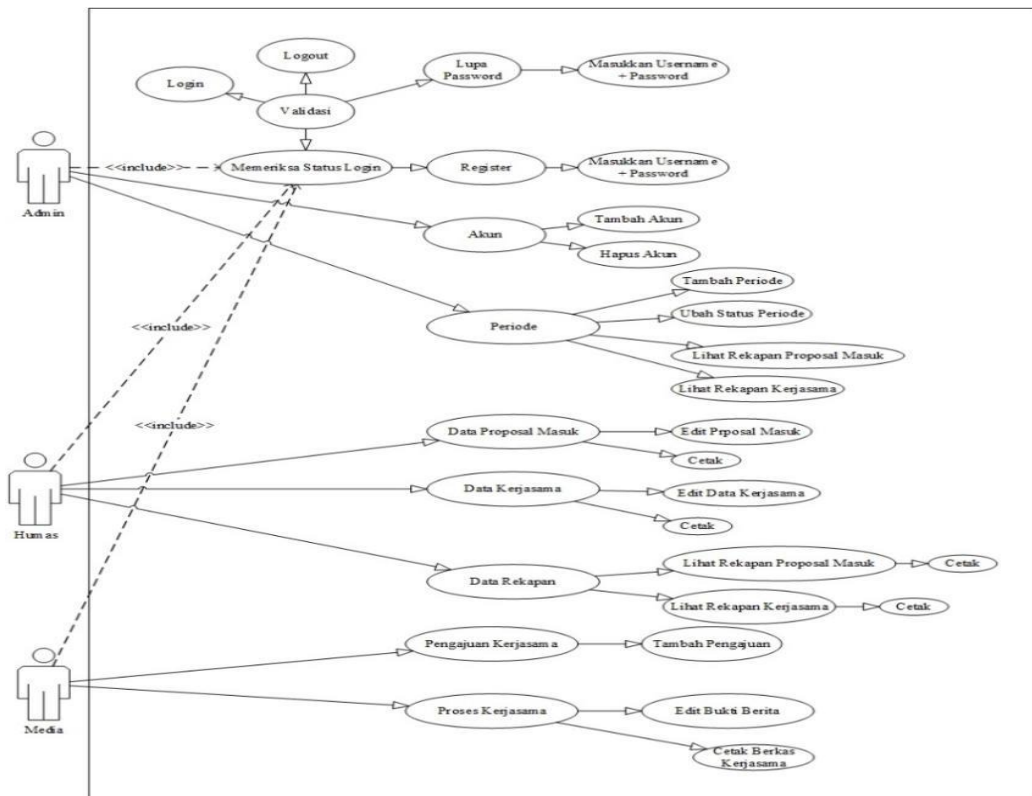 Logout
Login
Lupa
Password
Masukkan Username
+ Password
Validasi
Admin
<<include>>
Memeriksa Status Login
Register
Masukkan Username
+ Password
Akun
Tambah Akun
Hapus Akun
Periode
Tambah Periode
Ubah Status Periode
Lihat Rekapan Proposal Masuk
Lihat Rekapan Kerjasama
<<include>>
<<include>>
Humas
Data Proposal Masuk
Edit Prposal Masuk
Cetak
Data Kerjasama
Edit Data Kerjasama
Cetak
Data Rekapan
Lihat Rekapan Proposal Masuk
Cetak
Lihat Rekapan Kerjasama
Cetak
Media
Pengajuan Kerjasama
Tambah Pengajuan
Proses Kerjasama
Edit Bukti Berita
Cetak Berkas
Kerjasama